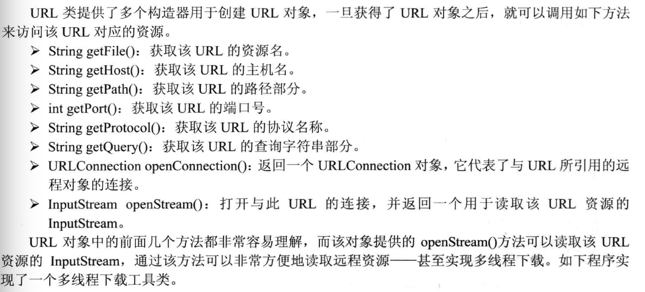 URL 类提供了多个构造器用于创建 URL 对象，一旦获得了 URL 对象之后，就可以调用如下方法
来访问该 URL 对应的资源。
➢ String getFile()：获取该 URL 的资源名。
➢ String getHost()：获取该 URL 的主机名。
➢ String getPath()：获取该 URL 的路径部分。
➢ int getPort()：获取该 URL 的端口号。
➢ String getProtocol()：获取该 URL 的协议名称。
➢ String getQuery()：获取该 URL 的查询字符串部分。
➢ URLConnection openConnection()：返回一个 URLConnection 对象，它代表了与 URL 所引用的远
程对象的连接。
➢ InputStream openStream()：打开与此 URL 的连接，并返回一个用于读取该 URL 资源的
InputStream。
URL 对象中的前面几个方法都非常容易理解，而该对象提供的 openStream()方法可以读取该 URL
资源的 InputStream，通过该方法可以非常方便地读取远程资源——甚至实现多线程下载。如下程序实
现了一个多线程下载工具类。